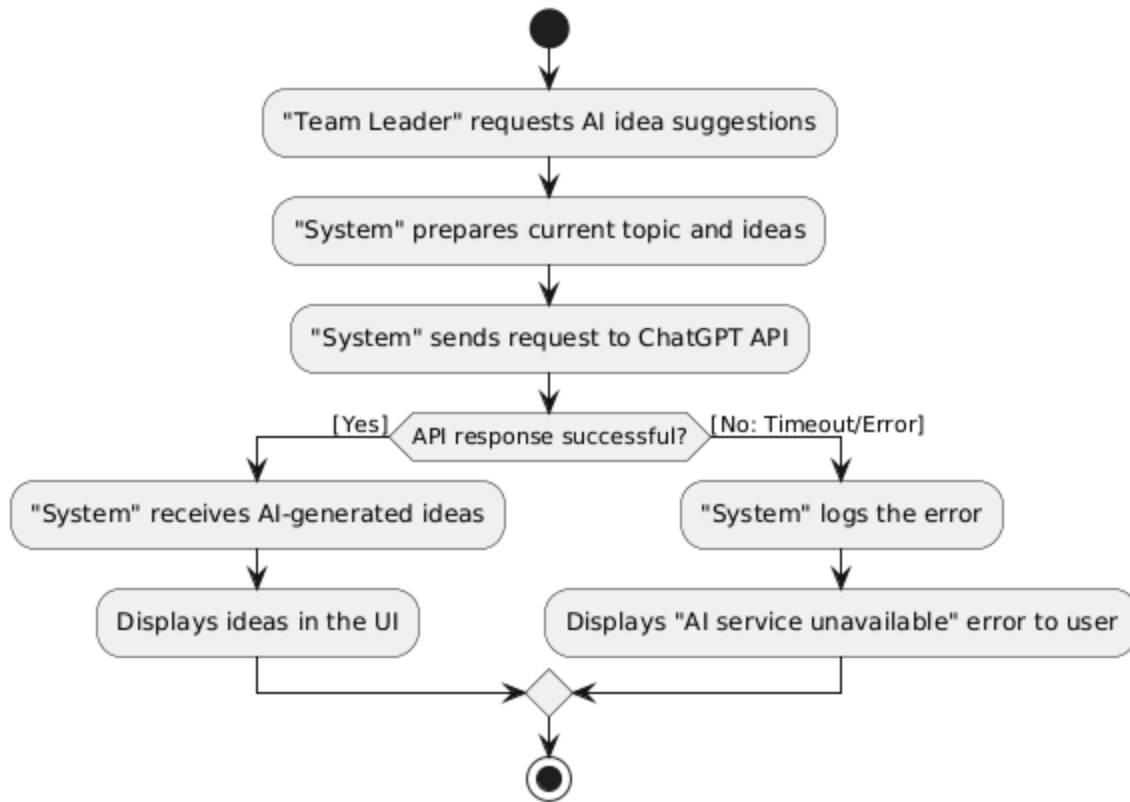 "Team Leader" requests AI idea suggestions
"System" prepares current topic and ideas
"System" sends request to ChatGPT API
[Yes]
API response successful?
[No: Timeout/Error]
"System" receives AI-generated ideas
"System" logs the error
Displays ideas in the UI
Displays "AI service unavailable" error to user